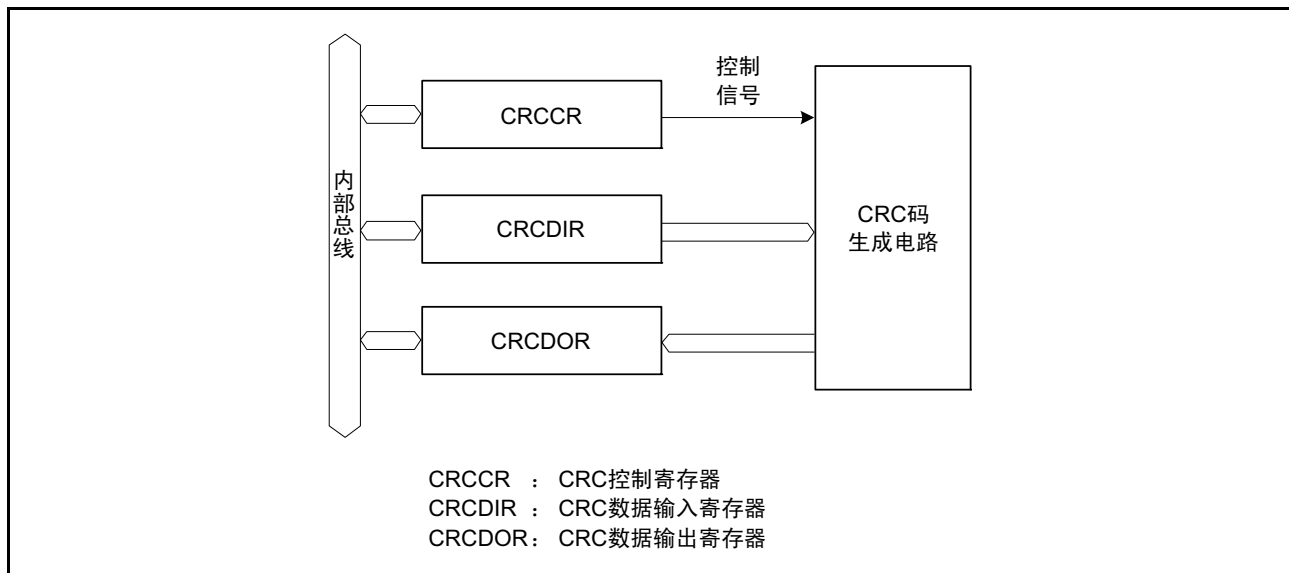 控制
信号
CRCCR
内部总线
CRCDIR
CRC码
生成电路
CRCDOR
CRCCR ： CRC控制寄存器
CRCDIR ： CRC数据输入寄存器
CRCDOR： CRC数据输出寄存器